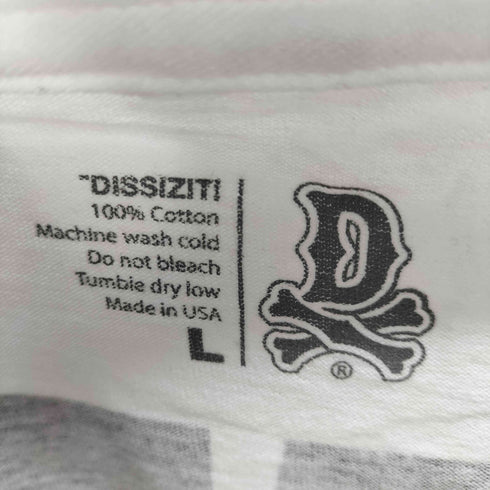 "DISSIZIT!
100% Cotton
Machine wash cold
Do not bleach
Tumble dry low
Made in USA
L
D
®